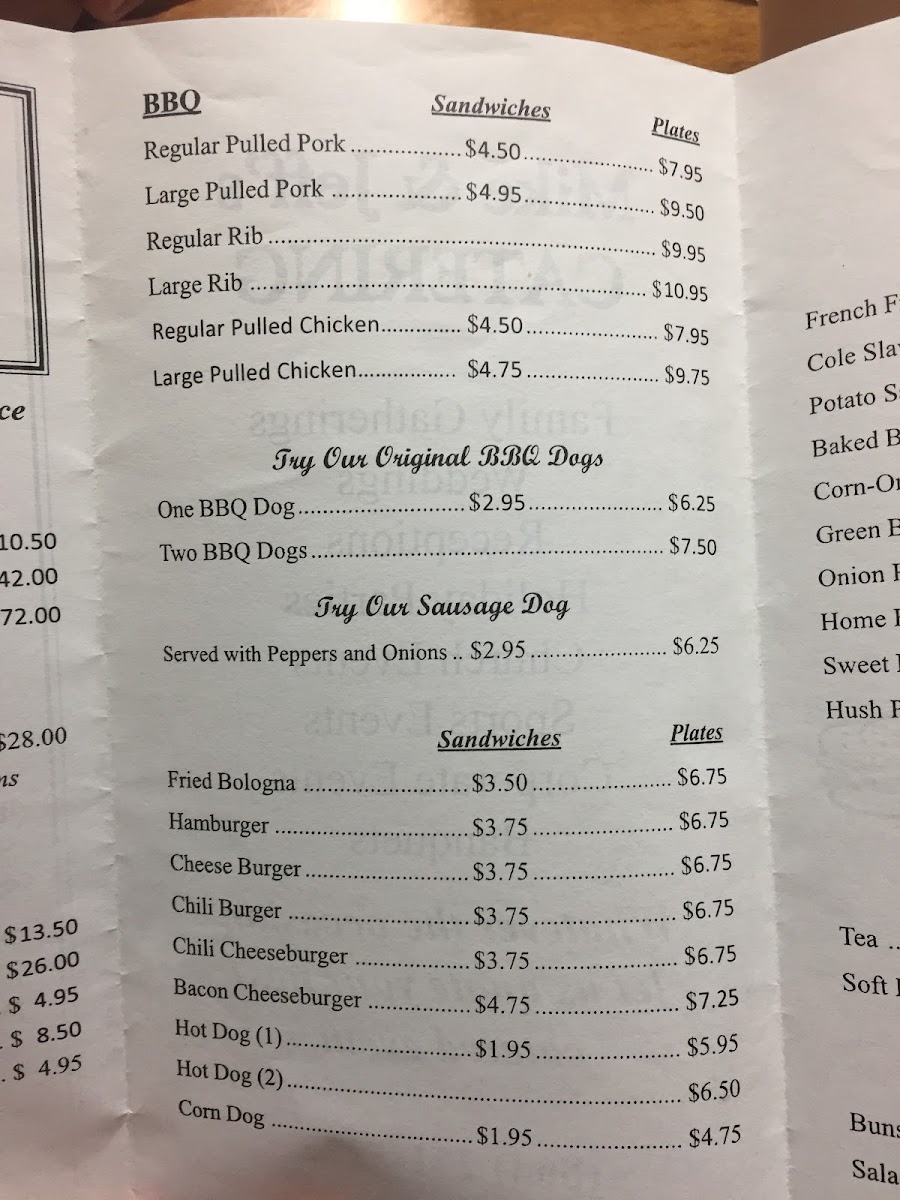 BBQ Sandwiches Plates
Regular Pulled Pork ................. $4.50 ................. $7.95
Large Pulled Pork ................. $4.95 ................. $9.50
Regular Rib ................. $9.95
Large Rib ................. $10.95
Regular Pulled Chicken ................. $4.50 ................. $7.95
Large Pulled Chicken ................. $4.75 ................. $9.75
Try Our Original BBQ Dogs
One BBQ Dog ................. $2.95 ................. $6.25
Two BBQ Dogs ................. $7.50
Try Our Sausage Dog
Served with Peppers and Onions .. $2.95 ................. $6.25
Sandwiches Plates
Fried Bologna ................. $3.50 ................. $6.75
Hamburger ................. $3.75 ................. $6.75
Cheese Burger ................. $3.75 ................. $6.75
Chili Burger ................. $3.75 ................. $6.75
Chili Cheeseburger ................. $3.75 ................. $6.75
Bacon Cheeseburger ................. $4.75 ................. $7.25
Hot Dog (1) ................. $1.95 ................. $5.95
Hot Dog (2) ................. $6.50
Corn Dog ................. $1.95 ................. $4.75
10.50
42.00
72.00
$28.00
$13.50
$26.00
$ 4.95
$ 8.50
$ 4.95
French
Cole
Potato
Baked
Green
Onion
Home
Sweet
Hush
Tea ..
Soft
Buns